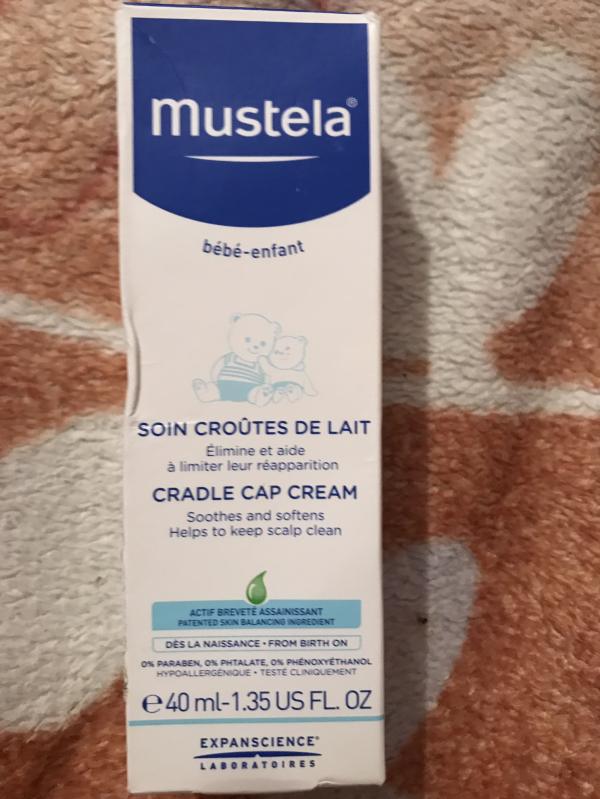 mustela®
bébé-enfant
SOIN CROÛTES DE LAIT
Élimine et aide
à limiter leur réapparition
CRADLE CAP CREAM
Soothes and softens
Helps to keep scalp clean
ACTIF BREVETÉ ASSAINISSANT
PATENTED SKIN BALANCING INGREDIENT
DÈS LA NAISSANCE • FROM BIRTH ON
0% PARABEN, 0% PHTALATE, 0% PHÉNOXYÉTHANOL
HYPOALLERGÉNIQUE • TESTÉ CLINIQUEMENT
℮ 40 ml-1.35 US FL. OZ
EXPANSCIENCE®
LABORATOIRES